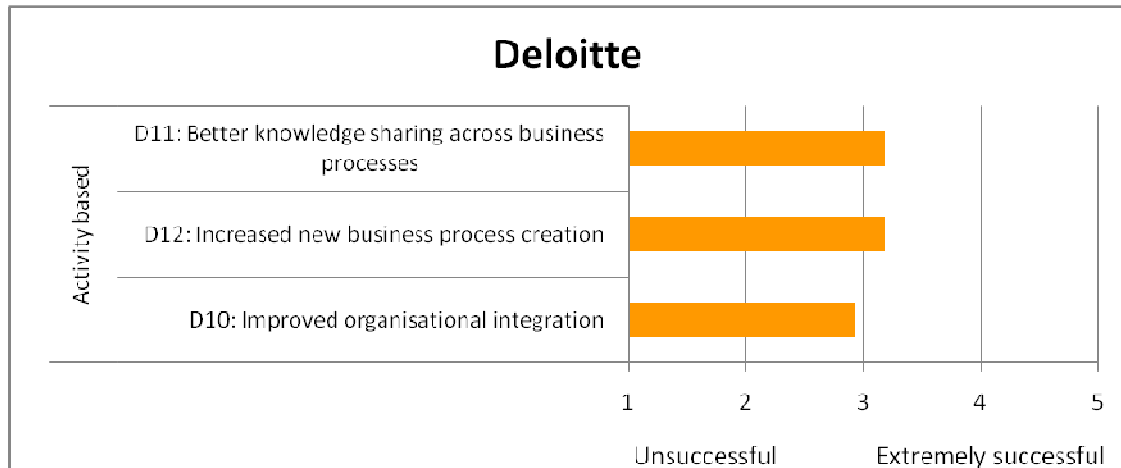 Deloitte
Activity based
D11: Better knowledge sharing across business
processes
D12: Increased new business process creation
D10: Improved organisational integration
1 2 3 4 5
Unsuccessful Extremely successful